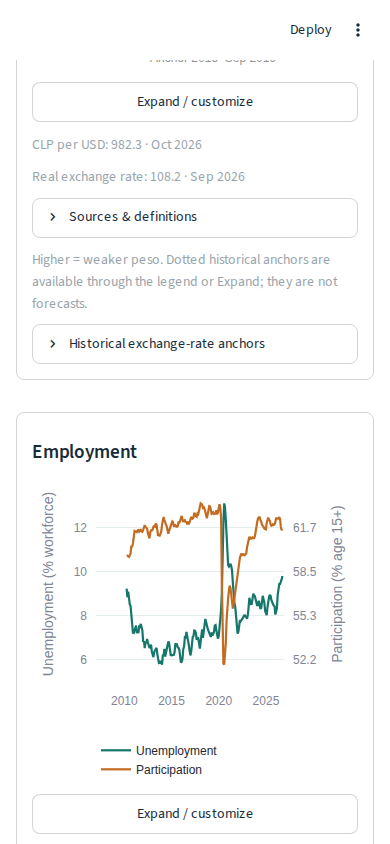 Deploy
Expand / customize
CLP per USD: 982.3 · Oct 2026
Real exchange rate: 108.2 · Sep 2026
Sources & definitions
Higher = weaker peso. Dotted historical anchors are
available through the legend or Expand; they are not
forecasts.
Historical exchange-rate anchors
Employment
Unemployment (% workforce)
12
10
8
6
61.7
58.5
55.3
52.2
Participation (% age 15+)
2010
2015
2020
2025
Unemployment
Participation
Expand / customize